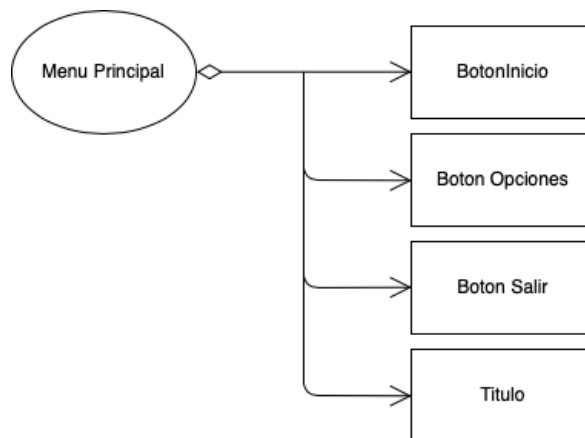 Menu Principal
BotonInicio
Boton Opciones
Boton Salir
Titulo